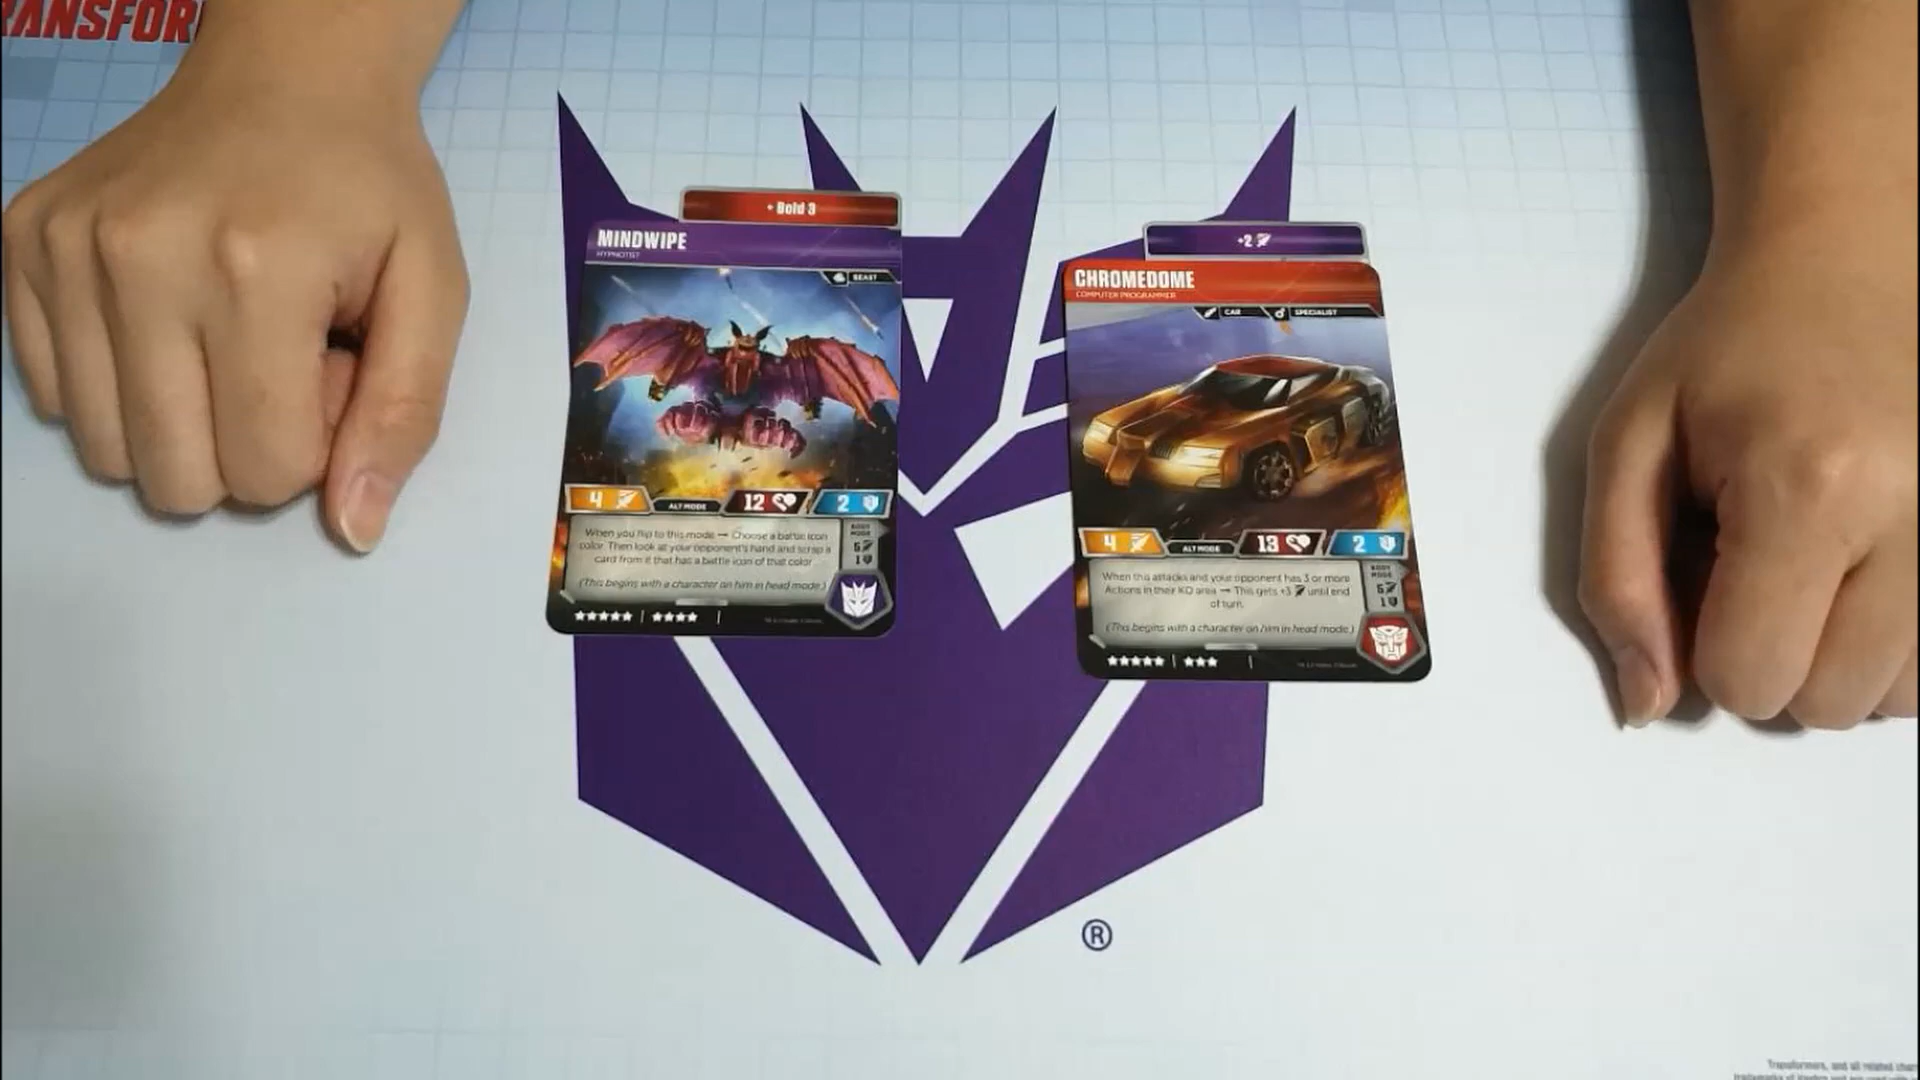 RANSFOR
+ Bold 3
MINDWIPE
HYPNOTIST
BEAST
4
ALT MODE
12
2
When you flip to this mode → Choose a battle icon
color. Then look at your opponent's hand and scrap a
card from it that has a battle icon of that color.
(This begins with a character on him in head mode.)
BODY
MODE
5
1
+2
CHROMEDOME
COMPUTER PROGRAMMER
CAR
SPECIALIST
4
ALT MODE
13
2
When this attacks and your opponent has 3 or more
Actions in their KO area → This gets +3 until end
of turn.
(This begins with a character on him in head mode.)
BODY
MODE
1
®
Transformers, and all related char